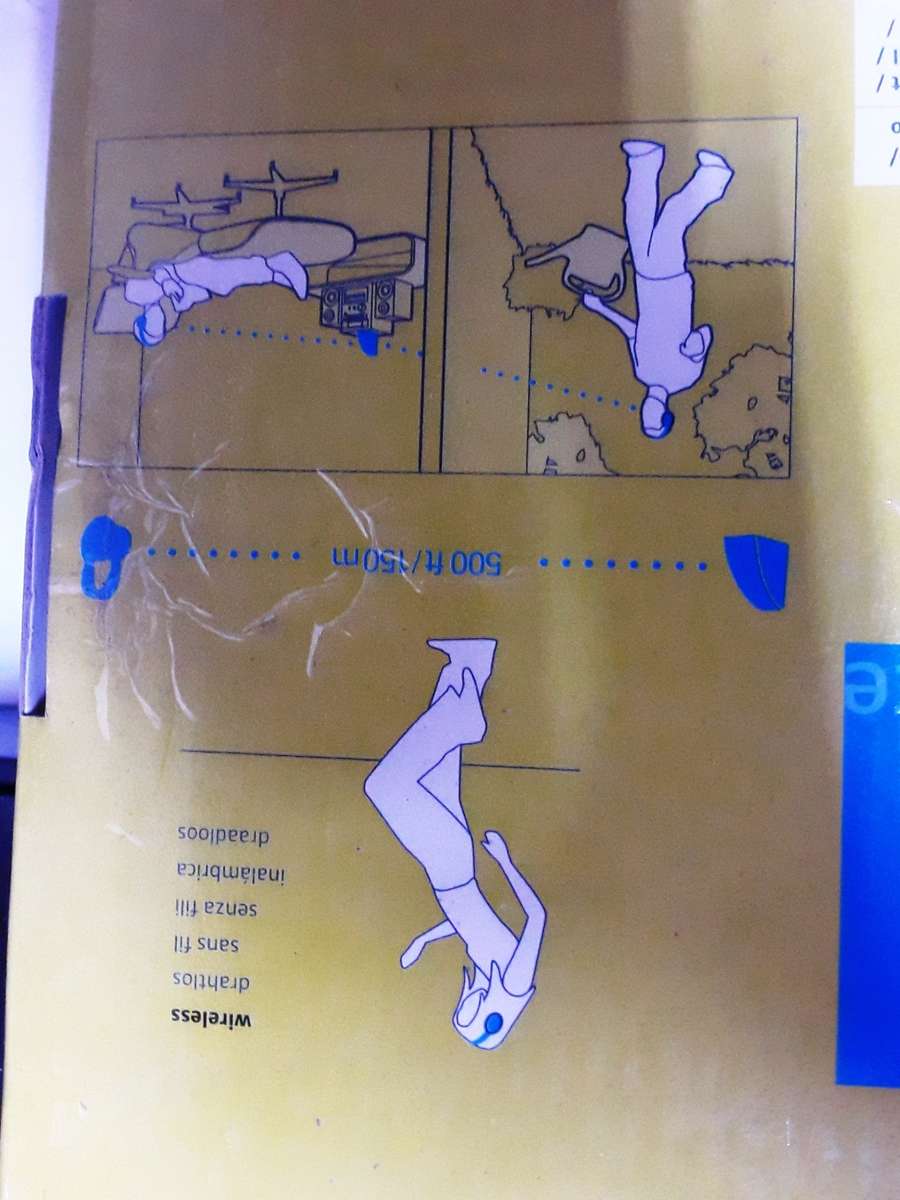 wireless
drahtlos
sans fil
senza fili
inalámbrica
draadloos
500 ft/150 m